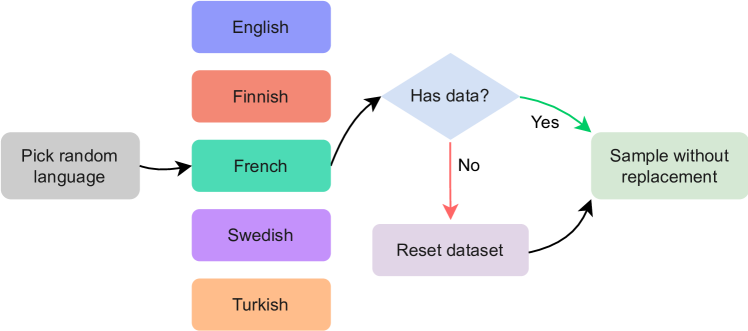 Pick random
language
English
Finnish
French
Swedish
Turkish
Has data?
Yes
No
Reset dataset
Sample without
replacement